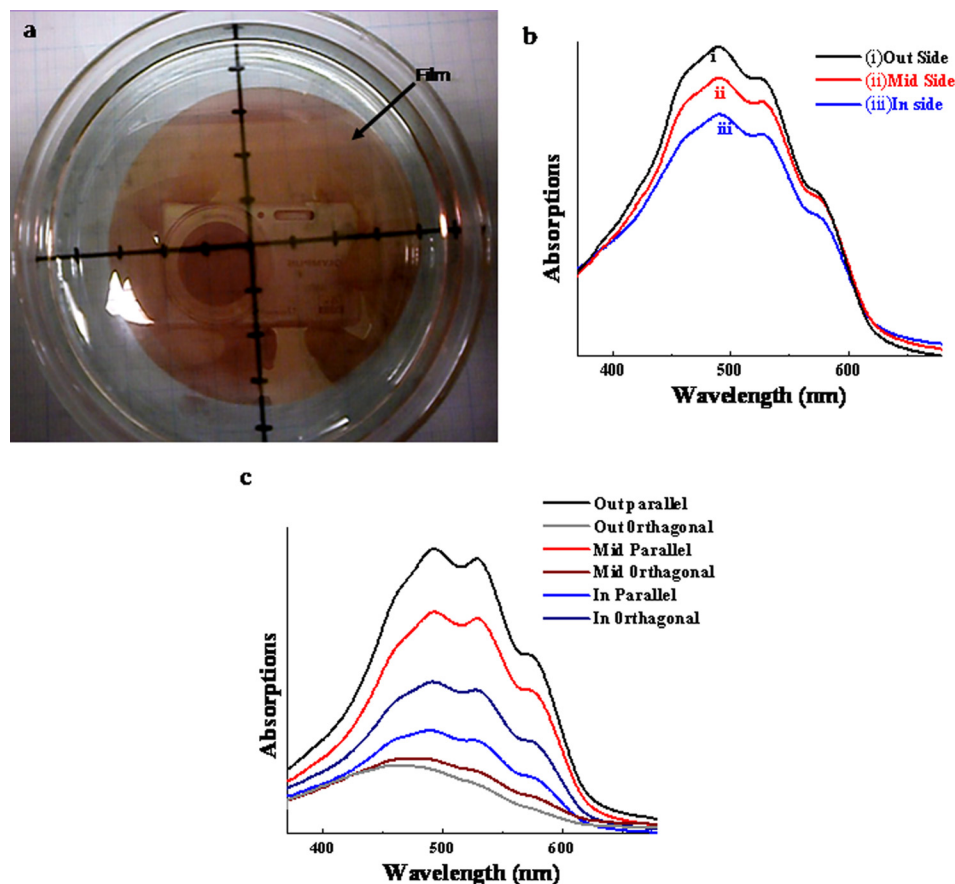 a
Film
b
(i)Out Side
(ii)Mid Side
(iii)In side
i
ii
iii
Absorptions
400
500
600
Wavelength (nm)
c
Out parallel
Out 0rthagonal
Mid Parallel
Mid 0rthagonal
In Parallel
In 0rthagonal
Absorptions
400
500
600
Wavelength (nm)